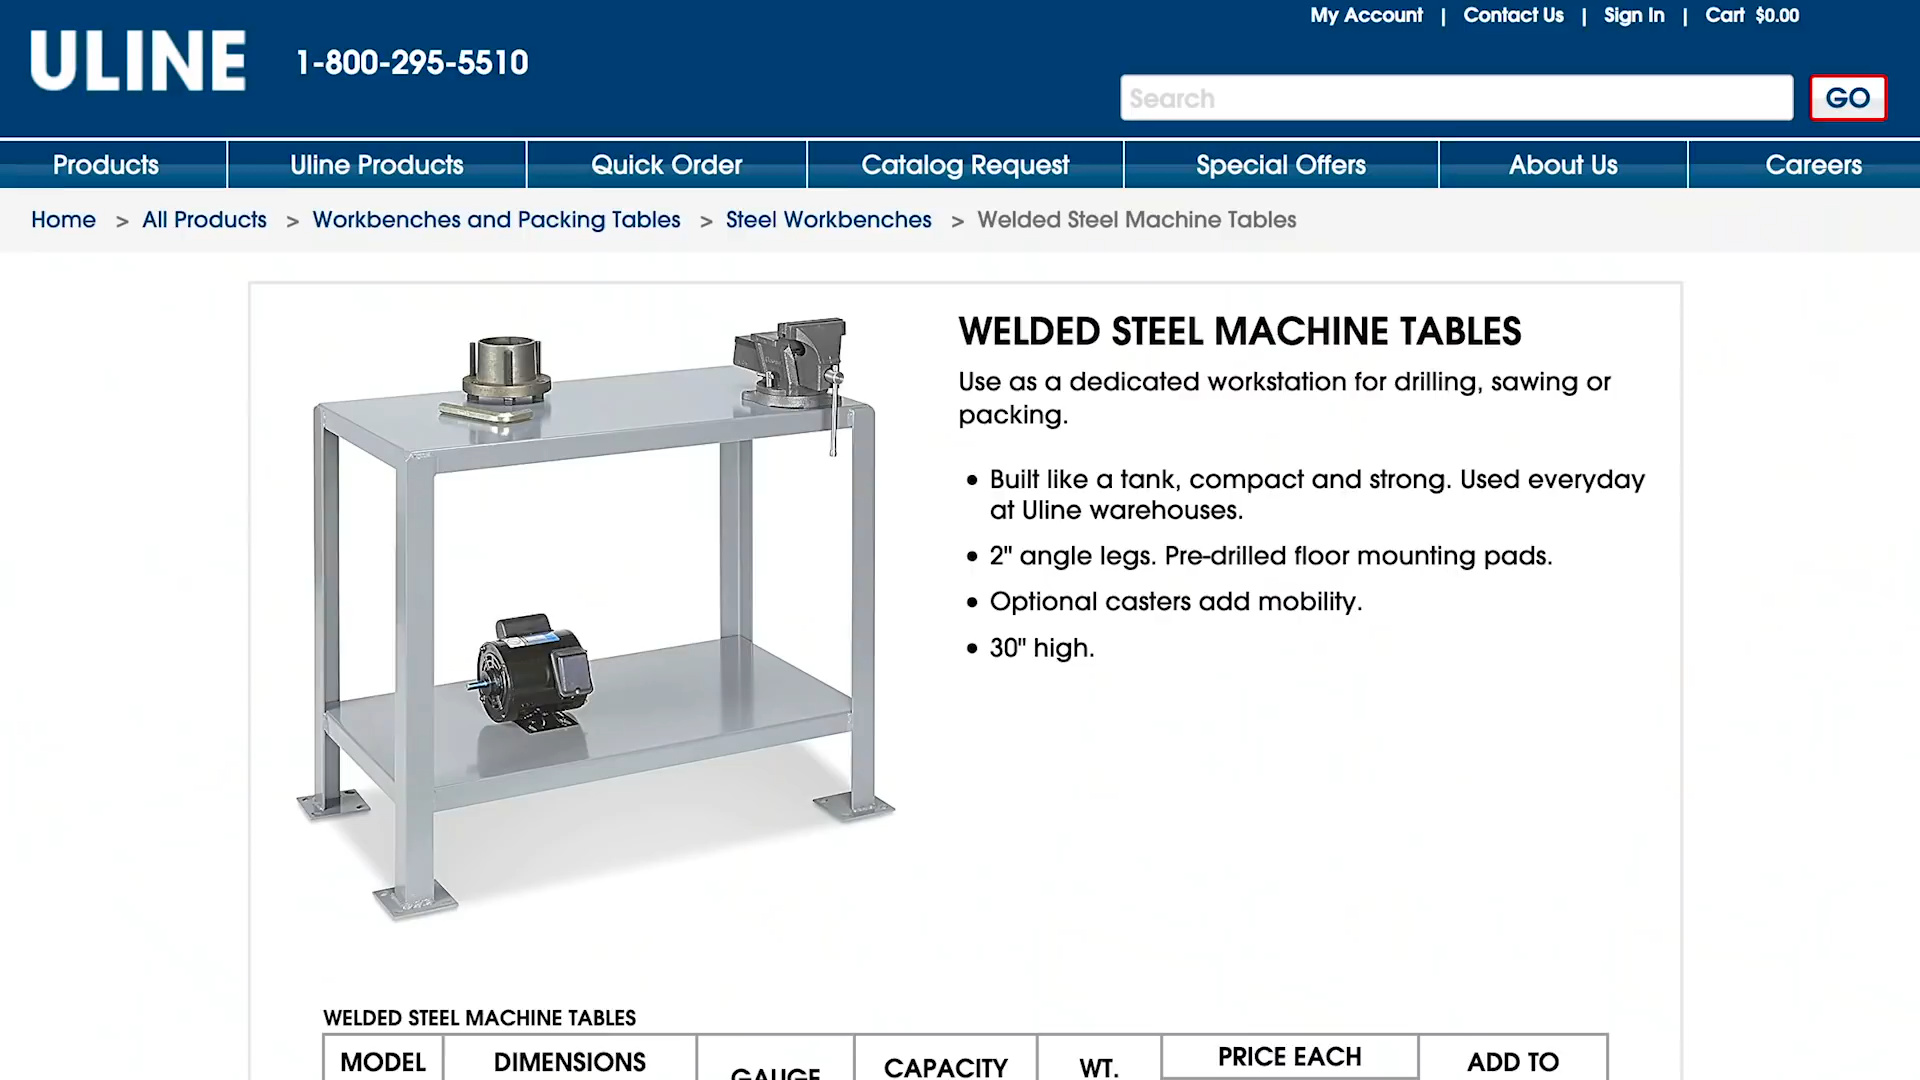 My Account | Contact Us | Sign In | Cart $0.00
ULINE
1-800-295-5510
Search
GO
Products
Uline Products
Quick Order
Catalog Request
Special Offers
About Us
Careers
Home > All Products > Workbenches and Packing Tables > Steel Workbenches > Welded Steel Machine Tables
WELDED STEEL MACHINE TABLES
Use as a dedicated workstation for drilling, sawing or
packing.
• Built like a tank, compact and strong. Used everyday
at Uline warehouses.
• 2" angle legs. Pre-drilled floor mounting pads.
• Optional casters add mobility.
• 30" high.
WELDED STEEL MACHINE TABLES
MODEL
DIMENSIONS
GAUGE
CAPACITY
WT.
PRICE EACH
ADD TO